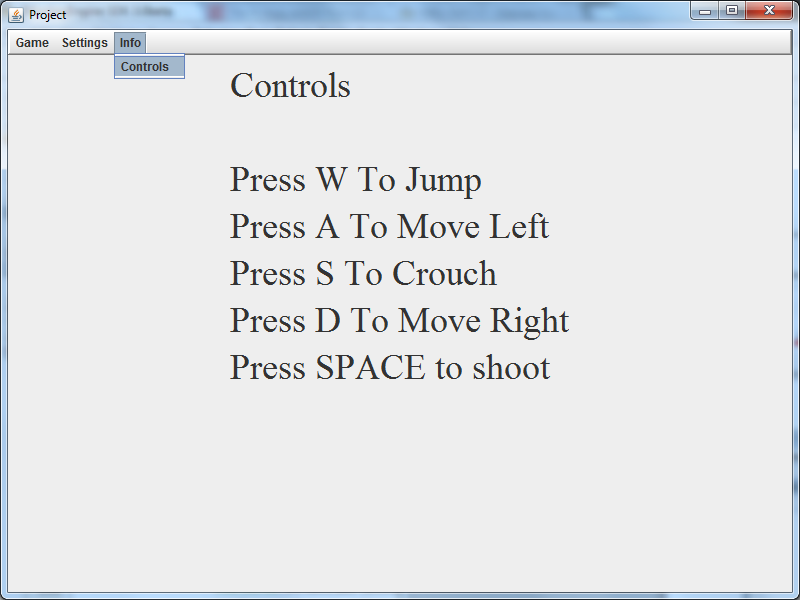 Project
Game Settings Info
Controls
Controls
Press W To Jump
Press A To Move Left
Press S To Crouch
Press D To Move Right
Press SPACE to shoot